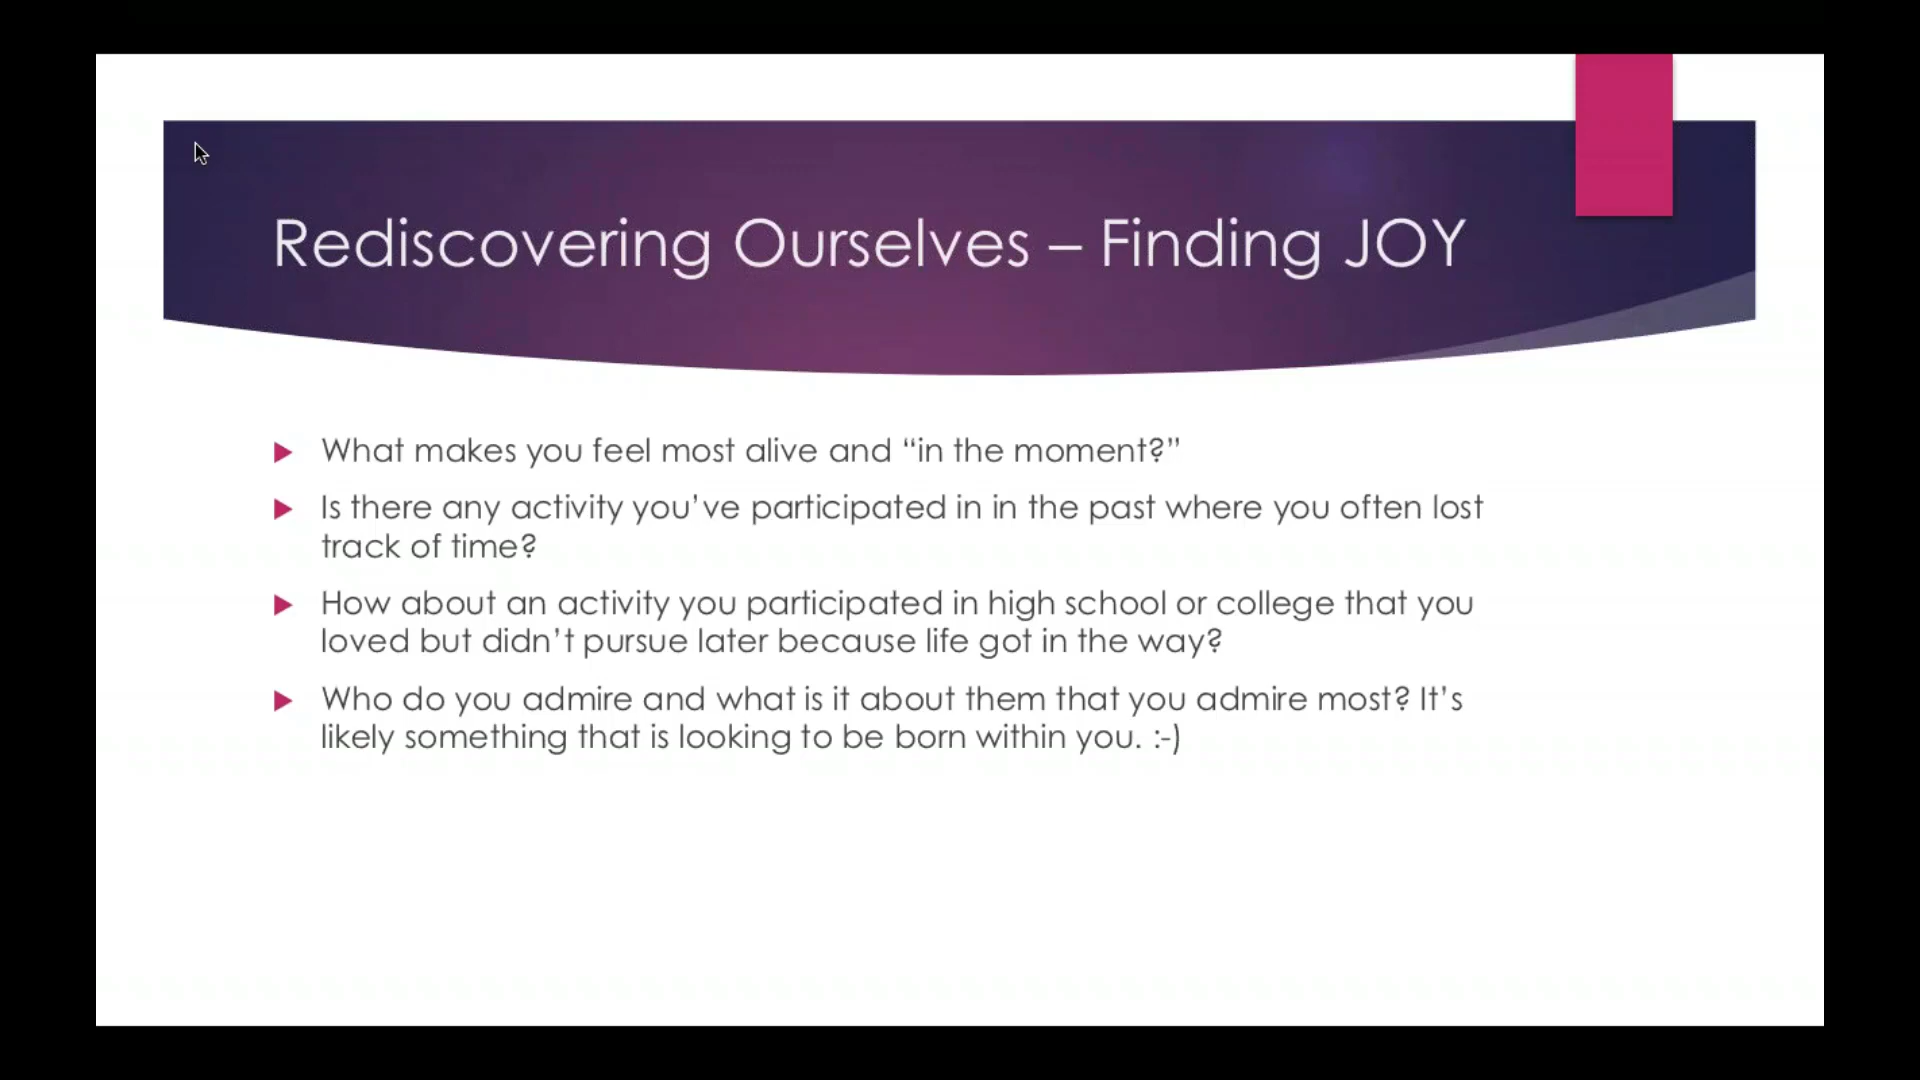 Rediscovering Ourselves – Finding JOY
What makes you feel most alive and “in the moment?”
Is there any activity you’ve participated in in the past where you often lost
track of time?
How about an activity you participated in high school or college that you
loved but didn’t pursue later because life got in the way?
Who do you admire and what is it about them that you admire most? It’s
likely something that is looking to be born within you. :-)